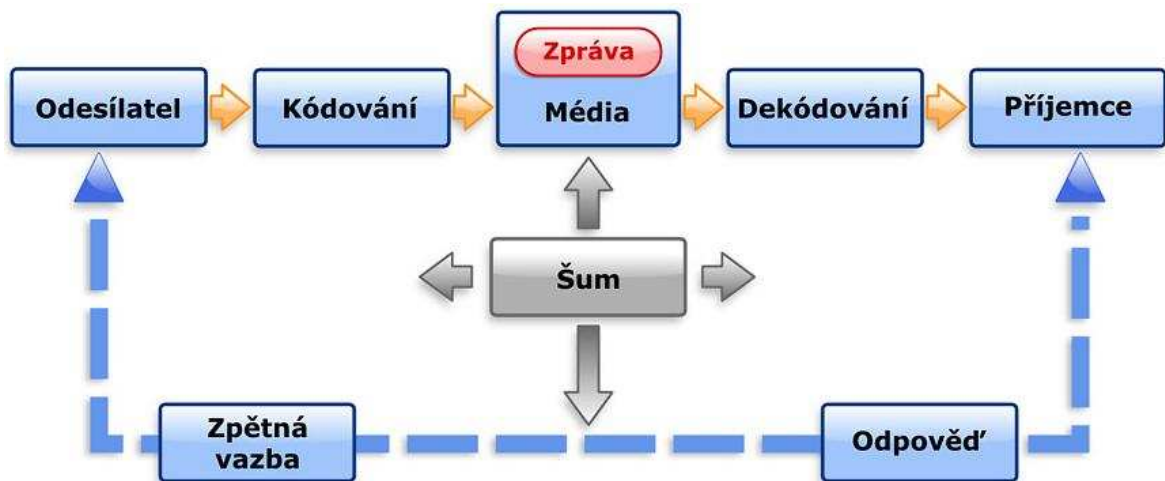 Zpráva
Odesílatel
Kódování
Média
Dekódování
Příjemce
Šum
Zpětná
vazba
Odpověď